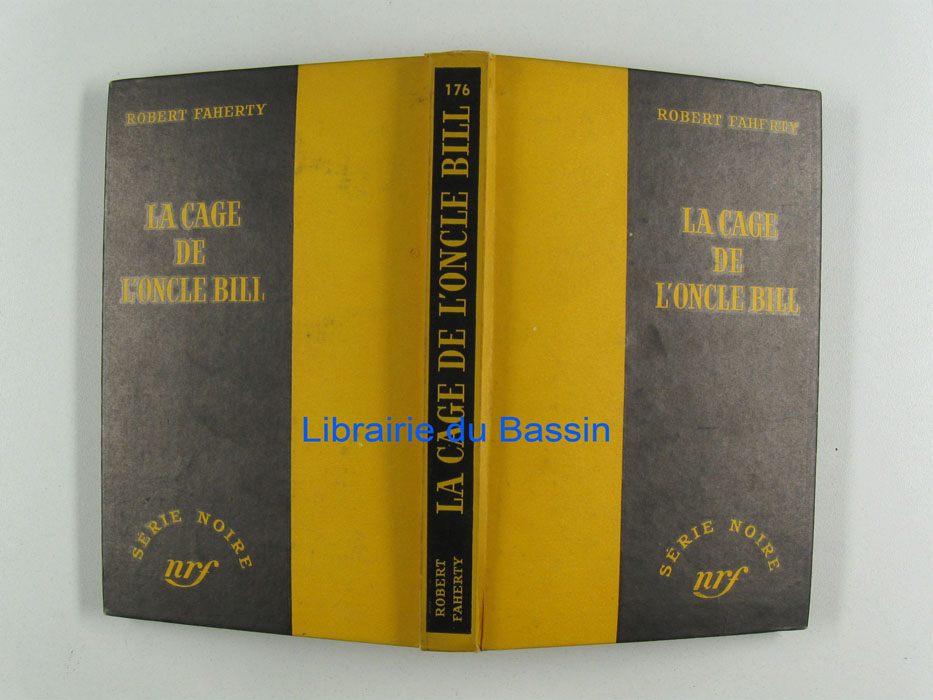 ROBERT FAHERTY
LA CAGE
DE
L'ONCLE BILL
SÉRIE NOIRE
nrf
176
LA CAGE DE L'ONCLE BILL
ROBERT
FAHERTY
ROBERT FAHERTY
LA CAGE
DE
L'ONCLE BILL
SÉRIE NOIRE
nrf
Librairie du Bassin